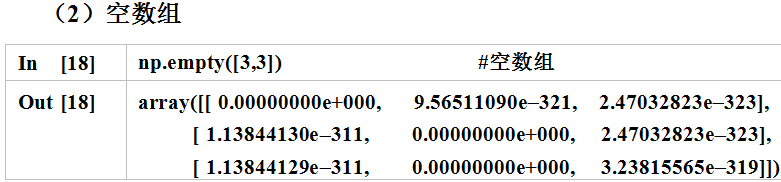 （2）空数组
In [18] np.empty([3,3]) #空数组
Out [18] array([[ 0.00000000e+000, 9.56511090e−321, 2.47032823e−323],
[ 1.13844130e−311, 0.00000000e+000, 2.47032823e−323],
[ 1.13844129e−311, 0.00000000e+000, 3.23815565e−319]])